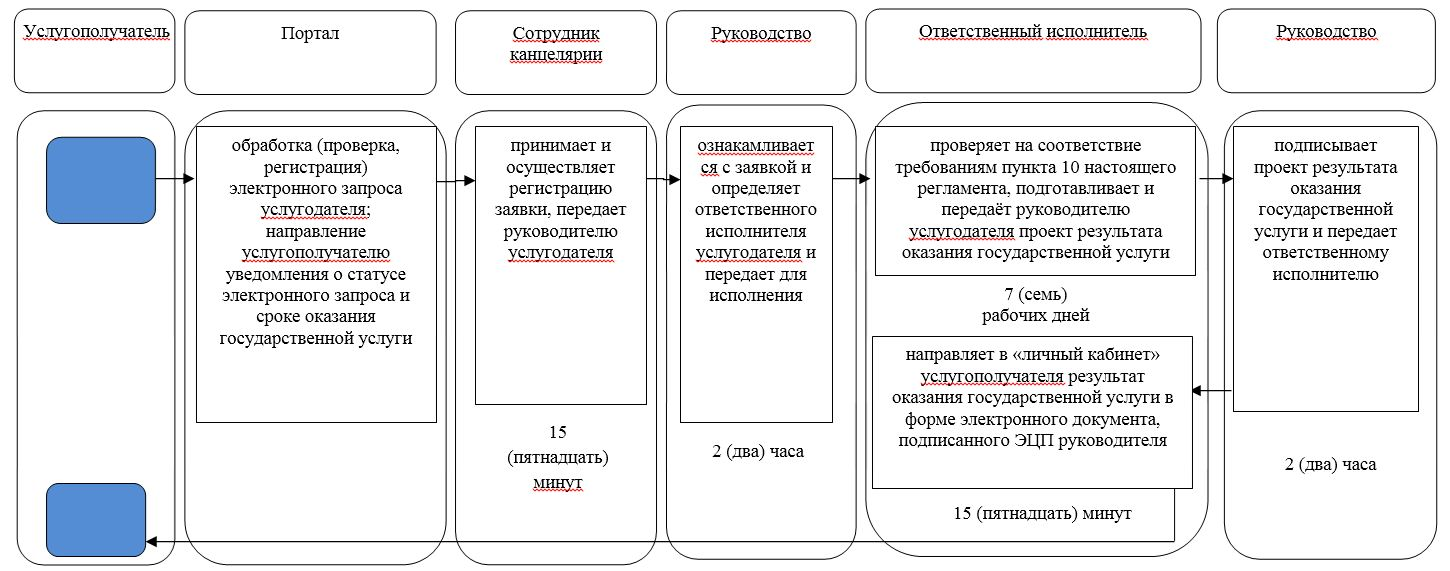 Услугополучатель
Портал
Сотрудник
канцелярии
Руководство
Ответственный исполнитель
Руководство
обработка (проверка,
регистрация)
электронного запроса
услугодателя;
направление
услугополучателю
уведомления о статусе
электронного запроса и
сроке оказания
государственной услуги
принимает и
осуществляет
регистрацию
заявки, передает
руководителю
услугодателя
15
(пятнадцать)
минут
ознакамливает
ся с заявкой и
определяет
ответственного
исполнителя
услугодателя и
передает для
исполнения
2 (два) часа
проверяет на соответствие
требованиям пункта 10 настоящего
регламента, подготавливает и
передаёт руководителю
услугодателя проект результата
оказания государственной услуги
7 (семь)
рабочих дней
направляет в «личный кабинет»
услугополучателя результат
оказания государственной услуги в
форме электронного документа,
подписанного ЭЦП руководителя
15 (пятнадцать) минут
подписывает
проект результата
оказания
государственной
услуги и передает
ответственному
исполнителю
2 (два) часа